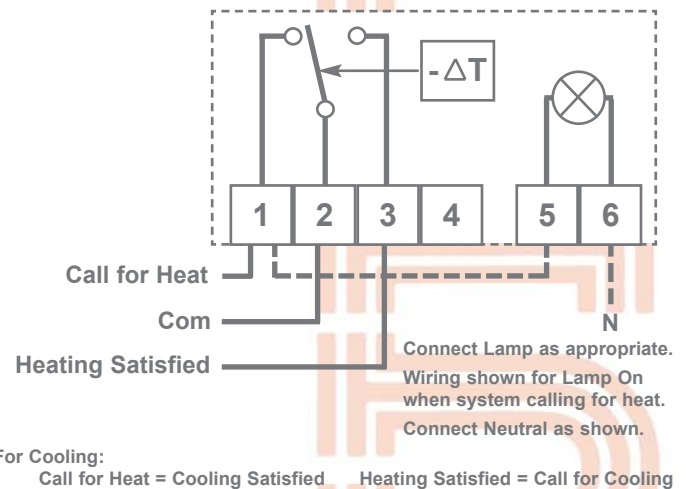 - △T
1 2 3 4 5 6
Call for Heat
Com
N
Heating Satisfied
Connect Lamp as appropriate.
Wiring shown for Lamp On
when system calling for heat.
Connect Neutral as shown.
For Cooling:
Call for Heat = Cooling Satisfied Heating Satisfied = Call for Cooling